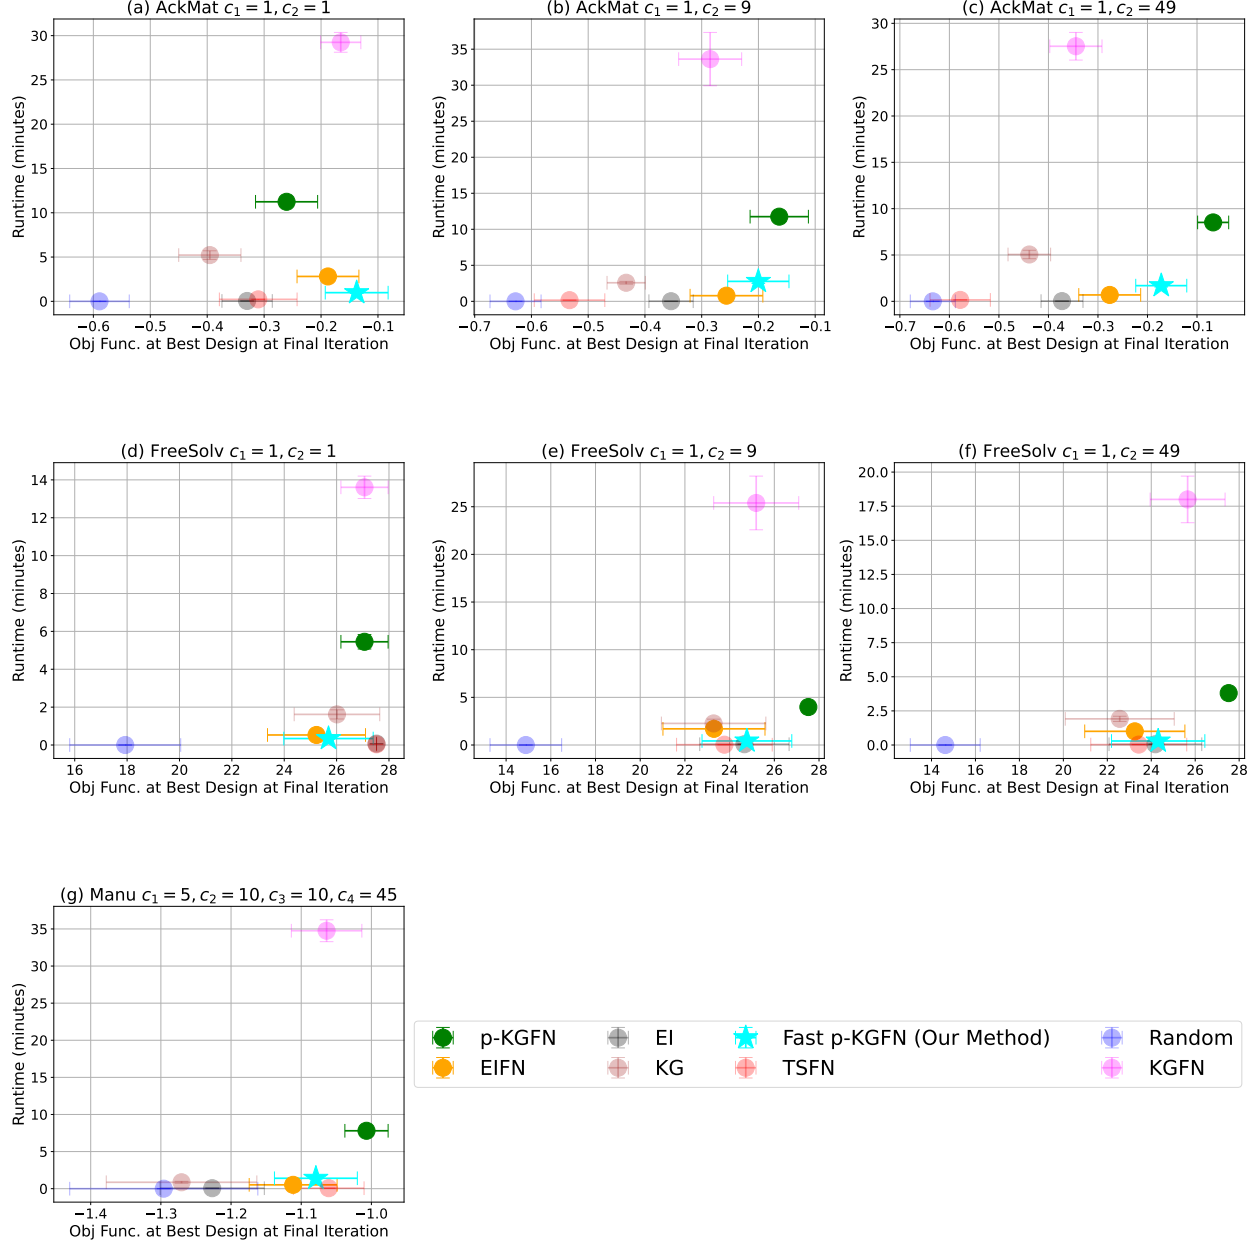 (a) AckMat c₁ = 1, c₂ = 1
(b) AckMat c₁ = 1, c₂ = 9
(c) AckMat c₁ = 1, c₂ = 49
Runtime (minutes)
30
25
20
15
10
5
0
−0.6 −0.5 −0.4 −0.3 −0.2 −0.1
Obj Func. at Best Design at Final Iteration
Runtime (minutes)
35
30
25
20
15
10
5
0
−0.7 −0.6 −0.5 −0.4 −0.3 −0.2 −0.1
Obj Func. at Best Design at Final Iteration
Runtime (minutes)
30
25
20
15
10
5
0
−0.7 −0.6 −0.5 −0.4 −0.3 −0.2 −0.1
Obj Func. at Best Design at Final Iteration
(d) FreeSolv c₁ = 1, c₂ = 1
(e) FreeSolv c₁ = 1, c₂ = 9
(f) FreeSolv c₁ = 1, c₂ = 49
Runtime (minutes)
14
12
10
8
6
4
2
0
16 18 20 22 24 26 28
Obj Func. at Best Design at Final Iteration
Runtime (minutes)
25
20
15
10
5
0
14 16 18 20 22 24 26 28
Obj Func. at Best Design at Final Iteration
Runtime (minutes)
20.0
17.5
15.0
12.5
10.0
7.5
5.0
2.5
0.0
14 16 18 20 22 24 26 28
Obj Func. at Best Design at Final Iteration
(g) Manu c₁ = 5, c₂ = 10, c₃ = 10, c₄ = 45
Runtime (minutes)
35
30
25
20
15
10
5
0
−1.4 −1.3 −1.2 −1.1 −1.0
Obj Func. at Best Design at Final Iteration
p-KGFN EI Fast p-KGFN (Our Method) Random
EIFN KG TSFN KGFN